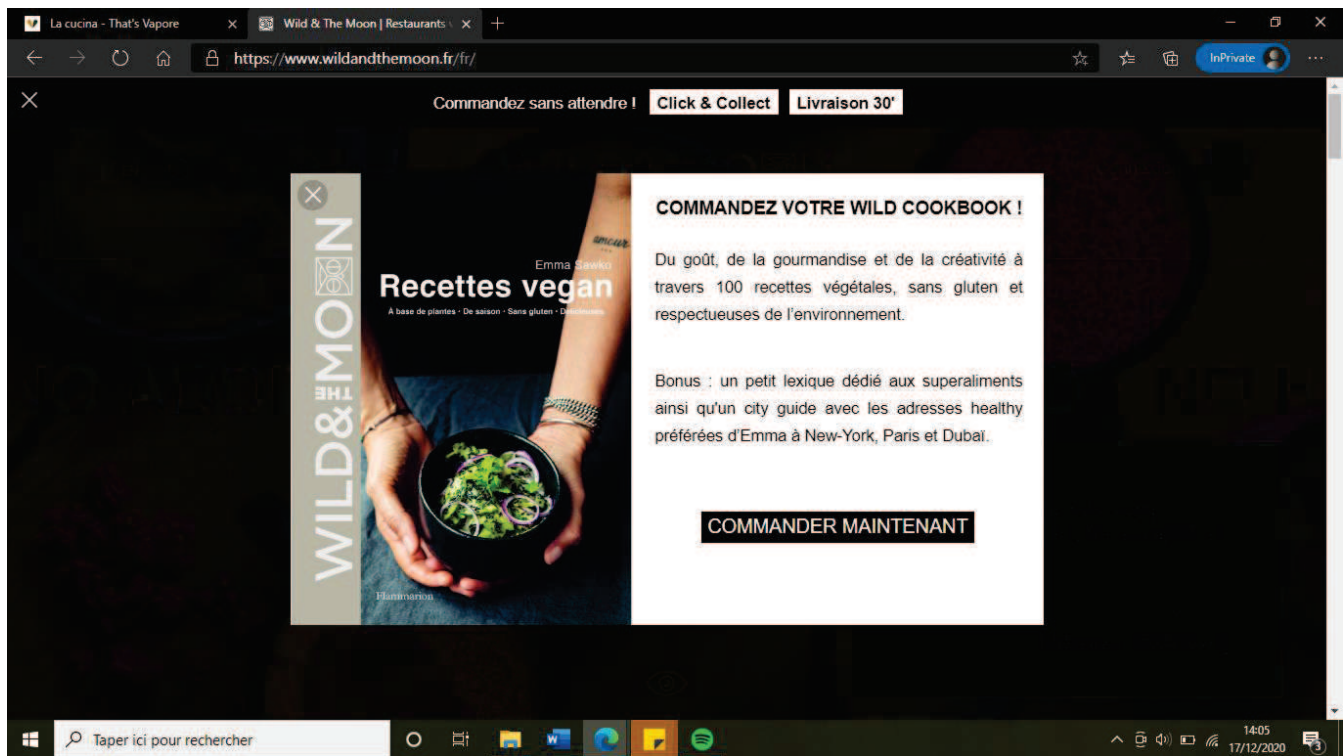 La cucina - That's Vapore
Wild & The Moon | Restaurants
https://www.wildandthemoon.fr/fr/
InPrivate
Commandez sans attendre ! Click & Collect Livraison 30'
WILD & THE MOON
amour
Emma Sawko
Recettes vegan
À base de plantes • De saison • Sans gluten • Délicieuses
Flammarion
COMMANDEZ VOTRE WILD COOKBOOK !
Du goût, de la gourmandise et de la créativité à
travers 100 recettes végétales, sans gluten et
respectueuses de l'environnement.
Bonus : un petit lexique dédié aux superaliments
ainsi qu'un city guide avec les adresses healthy
préférées d'Emma à New-York, Paris et Dubaï.
COMMANDER MAINTENANT
Taper ici pour rechercher
14:05
17/12/2020